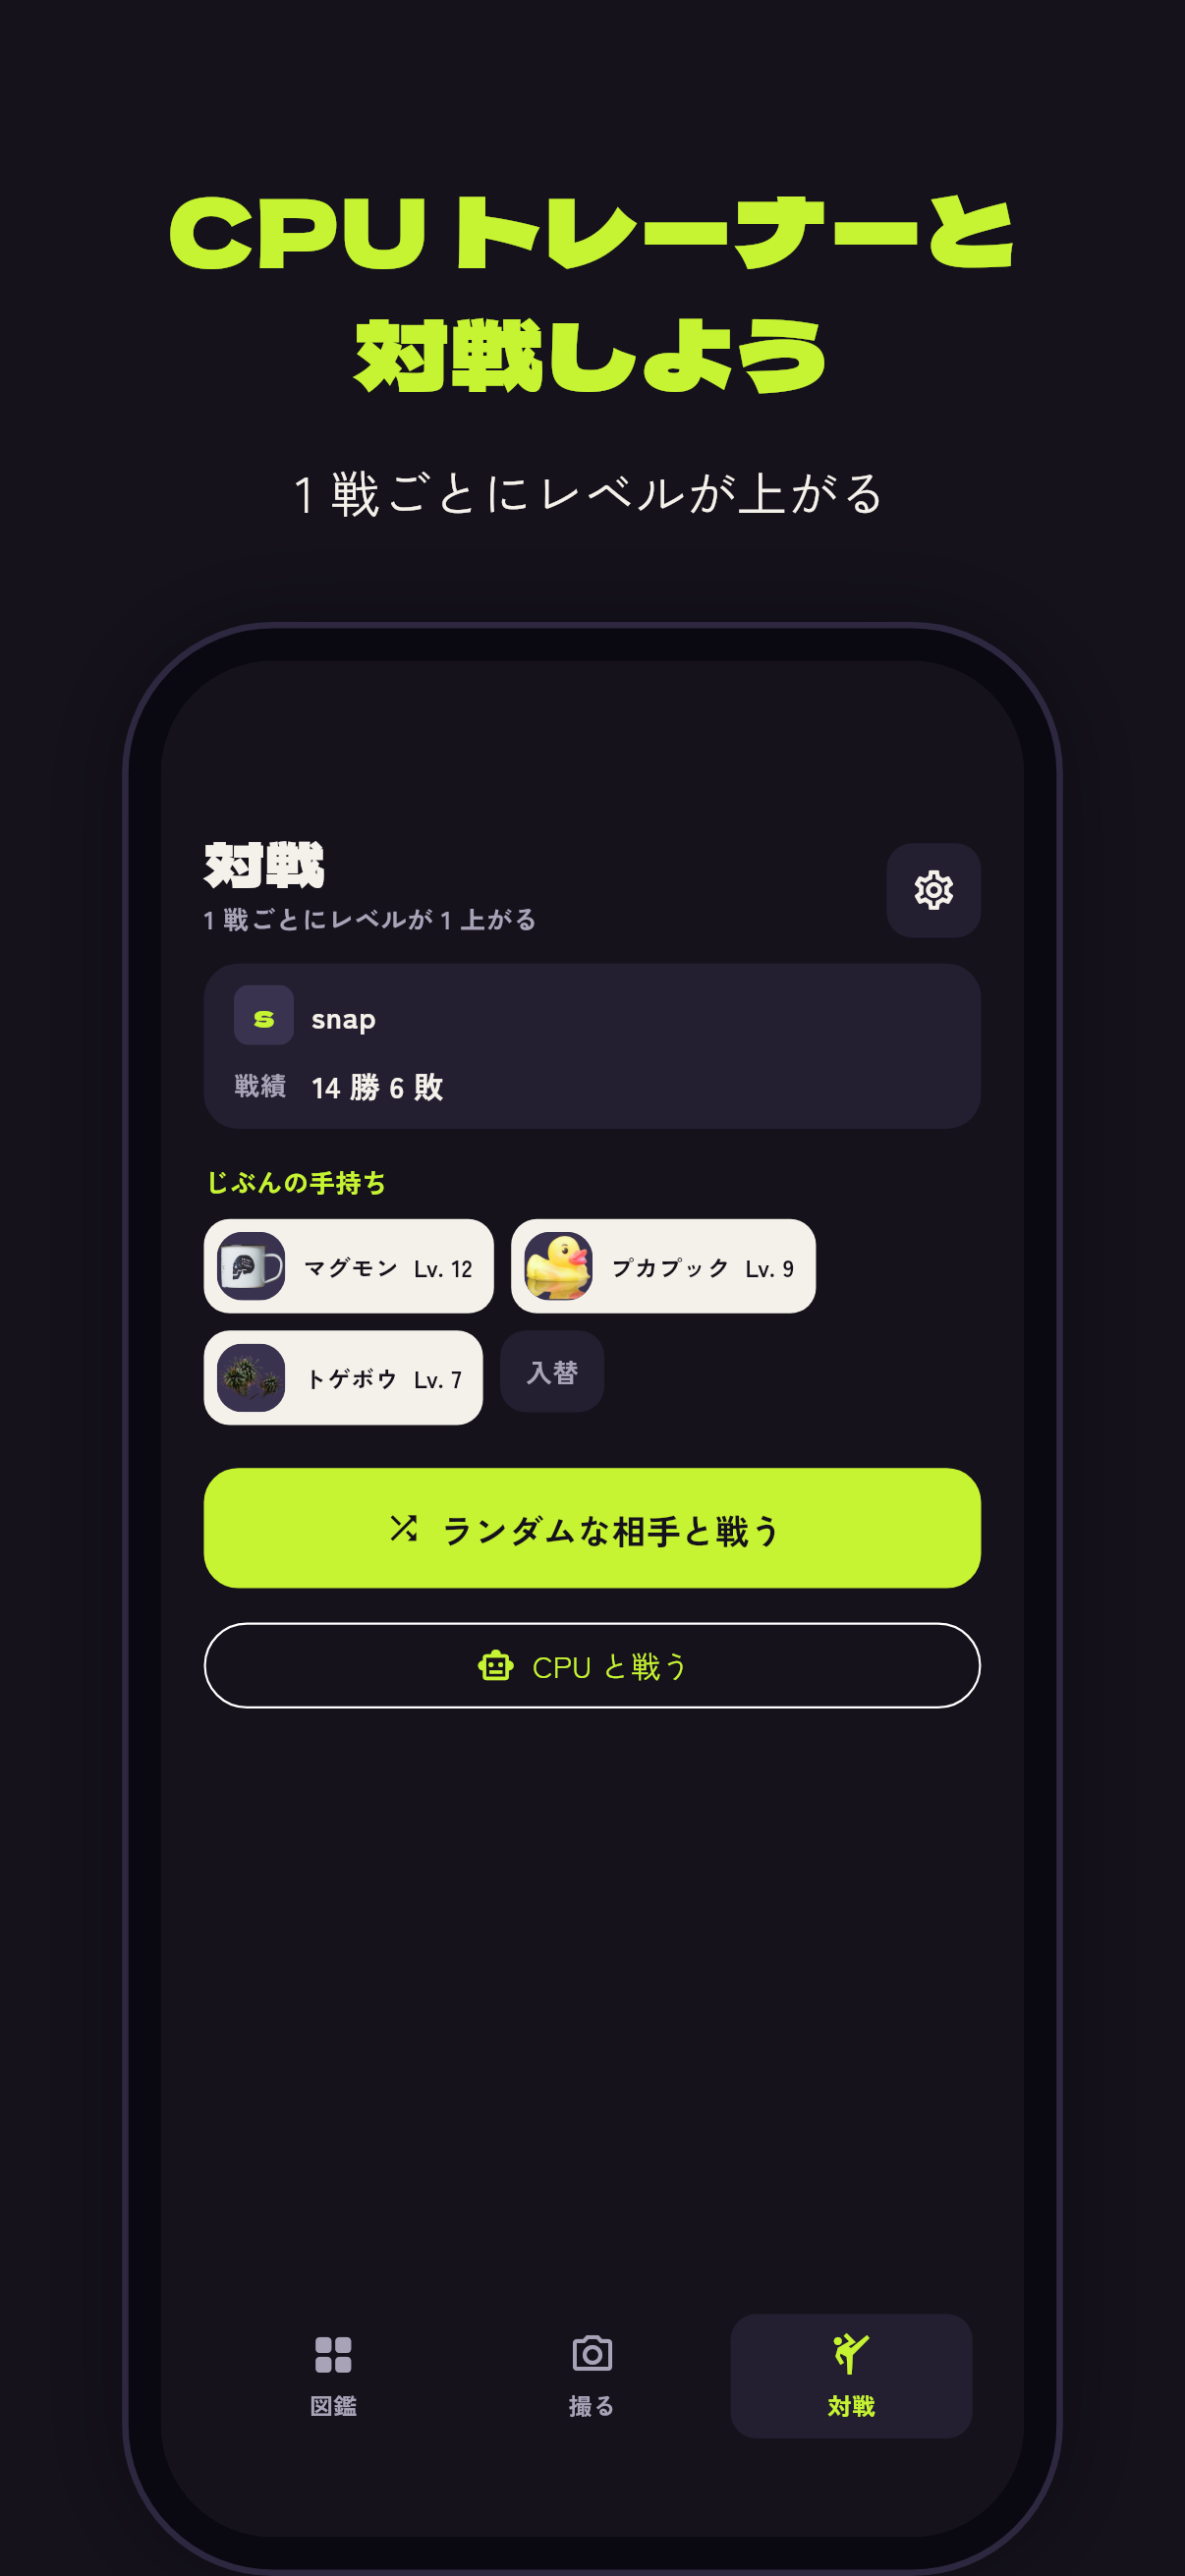 CPU トレーナーと
対戦しよう
1 戦ごとにレベルが上がる
対戦
1 戦ごとにレベルが 1 上がる
s snap
戦績 14 勝 6 敗
じぶんの手持ち
マグモン Lv. 12 プカプック Lv. 9
トゲボウ Lv. 7 入替
ランダムな相手と戦う
CPU と戦う
図鑑 撮る 対戦